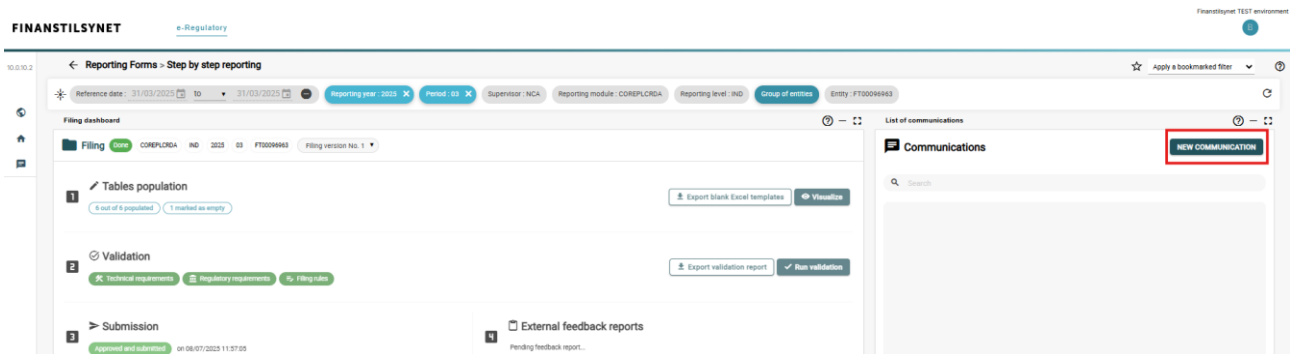 Finanstilsynet TEST environment
FINANSTILSYNET e-Regulatory B
10.0.10.2 ← Reporting Forms > Step by step reporting Apply a bookmarked filter
Reference date : 31/03/2025 to 31/03/2025 Reporting year : 2025 X Period : 03 X Supervisor : NCA Reporting module : COREPLCRDA Reporting level : IND Group of entities Entity : FT00096963
Filing dashboard
Filing Done COREPLCRDA IND 2025 03 FT00096963 Filing version No. 1
1 Tables population
6 out of 6 populated 1 marked as empty
Export blank Excel templates Visualize
2 Validation
Technical requirements Regulatory requirements Filing rules
Export validation report Run validation
3 Submission
Approved and submitted on 08/07/2025 11:57:05
4 External feedback reports
Pending feedback report...
List of communications
Communications NEW COMMUNICATION
Search